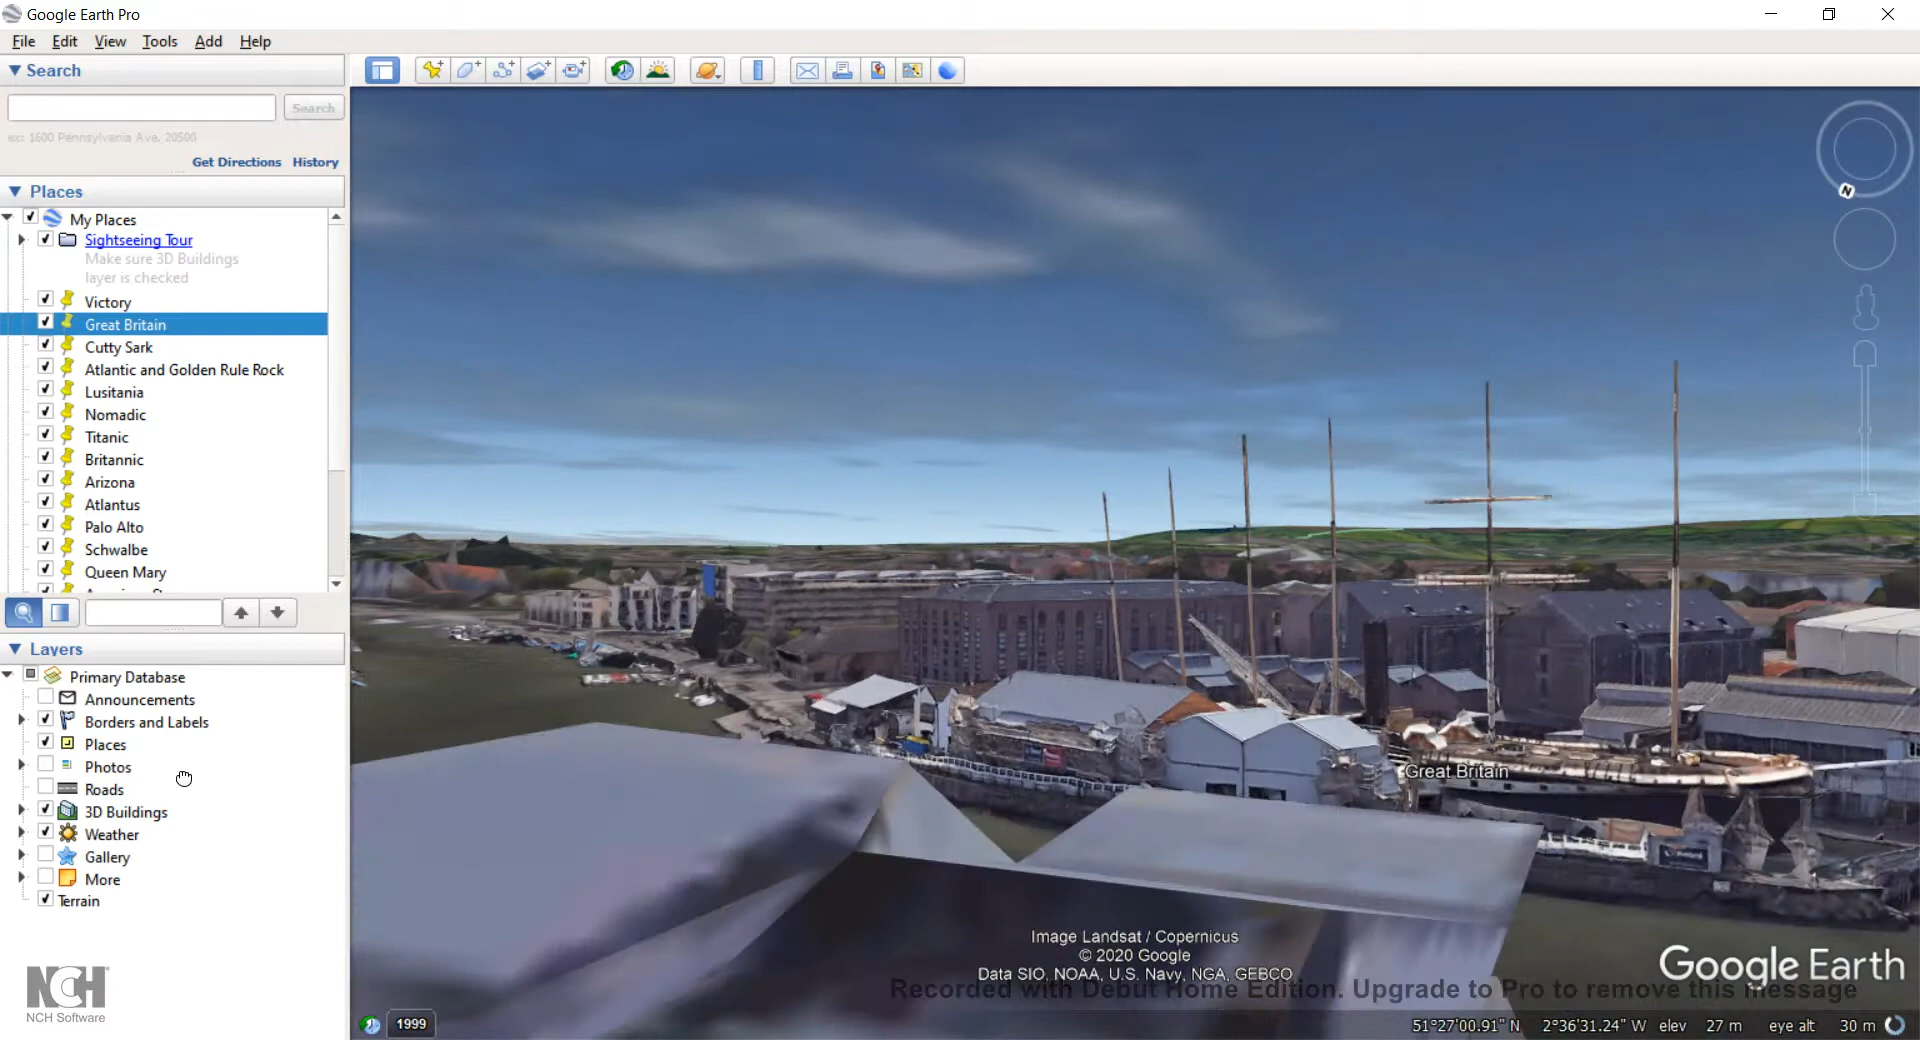 Google Earth Pro
File Edit View Tools Add Help
Search
Search
ex: 1600 Pennsylvania Ave, 20500
Get Directions History
Places
My Places
Sightseeing Tour
Make sure 3D Buildings
layer is checked
Victory
Great Britain
Cutty Sark
Atlantic and Golden Rule Rock
Lusitania
Nomadic
Titanic
Britannic
Arizona
Atlantus
Palo Alto
Schwalbe
Queen Mary
Layers
Primary Database
Announcements
Borders and Labels
Places
Photos
Roads
3D Buildings
Weather
Gallery
More
Terrain
NCH
NCH Software
N
Great Britain
Image Landsat / Copernicus
© 2020 Google
Data SIO, NOAA, U.S. Navy, NGA, GEBCO
Google Earth
Recorded with Debut Home Edition. Upgrade to Pro to remove this message
1999
51°27'00.91" N 2°36'31.24" W elev 27 m eye alt 30 m